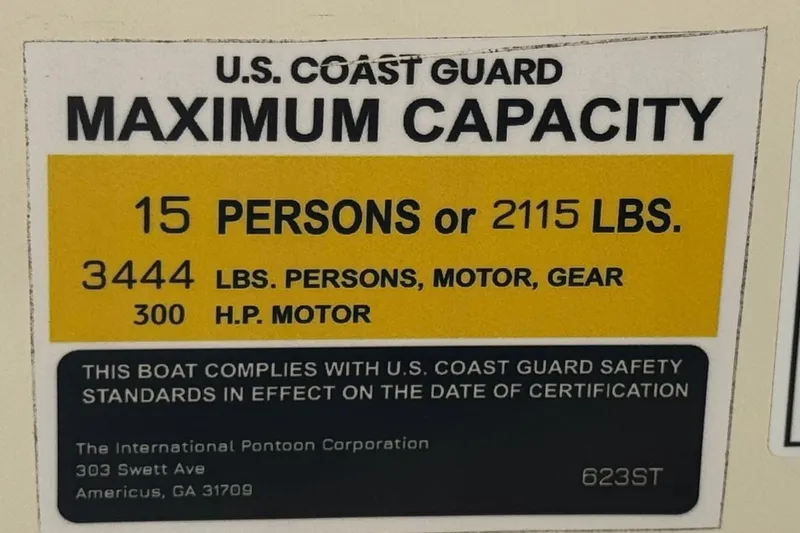 U.S. COAST GUARD
MAXIMUM CAPACITY
15 PERSONS or 2115 LBS.
3444 LBS. PERSONS, MOTOR, GEAR
300 H.P. MOTOR
THIS BOAT COMPLIES WITH U.S. COAST GUARD SAFETY
STANDARDS IN EFFECT ON THE DATE OF CERTIFICATION
The International Pontoon Corporation
303 Swett Ave
Americus, GA 31709
623ST